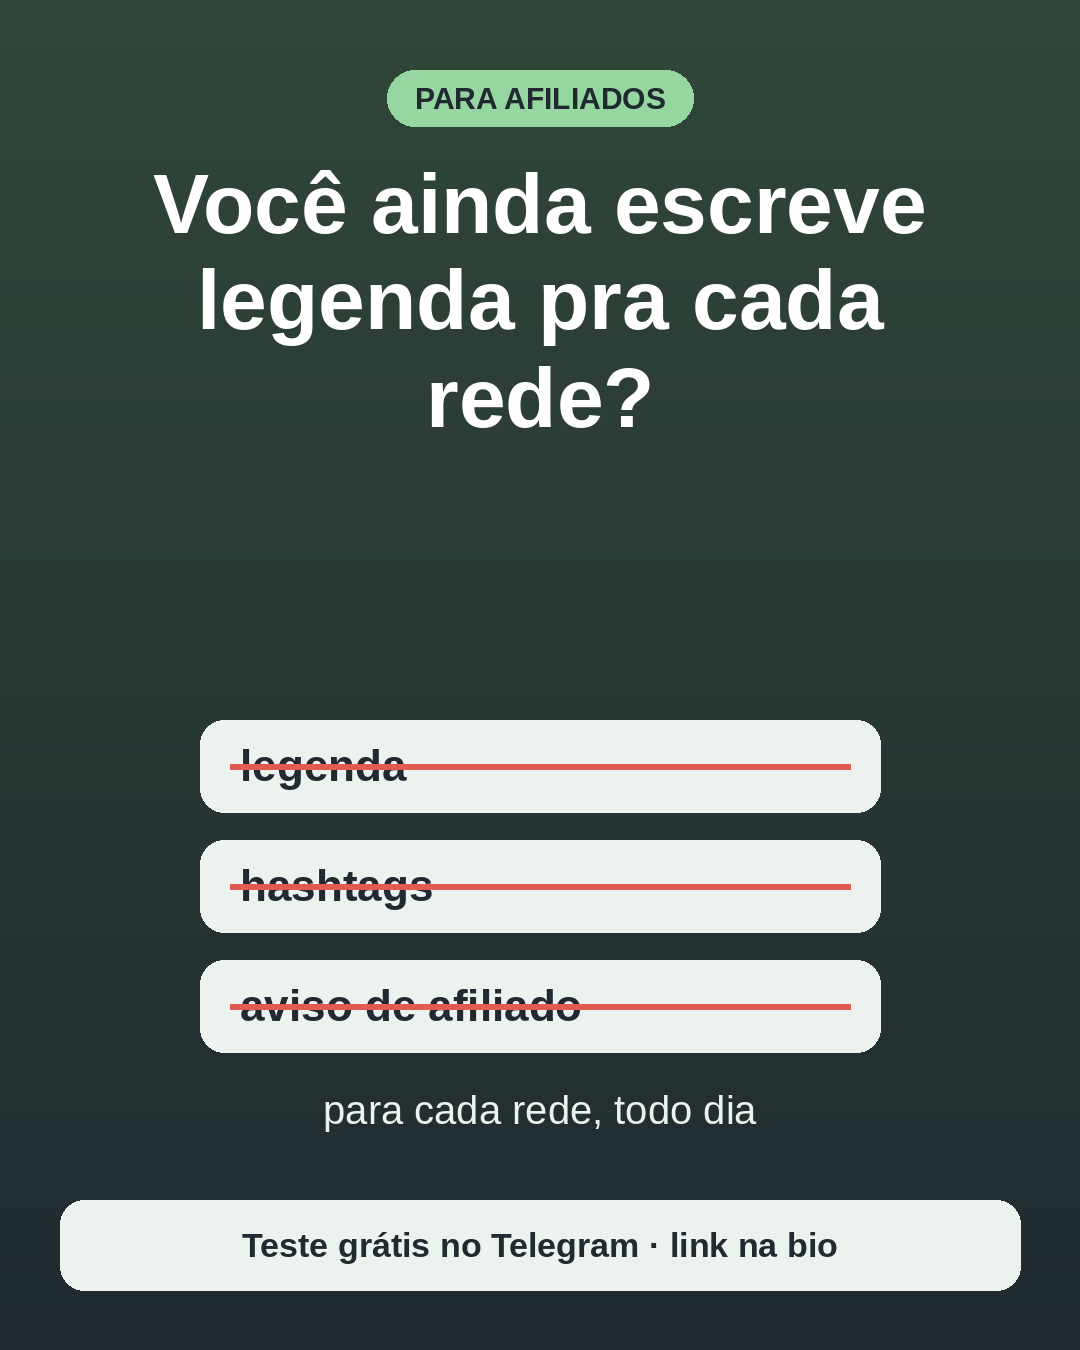 PARA AFILIADOS
Você ainda escreve
legenda pra cada
rede?
legenda
hashtags
aviso de afiliado
para cada rede, todo dia
Teste grátis no Telegram · link na bio